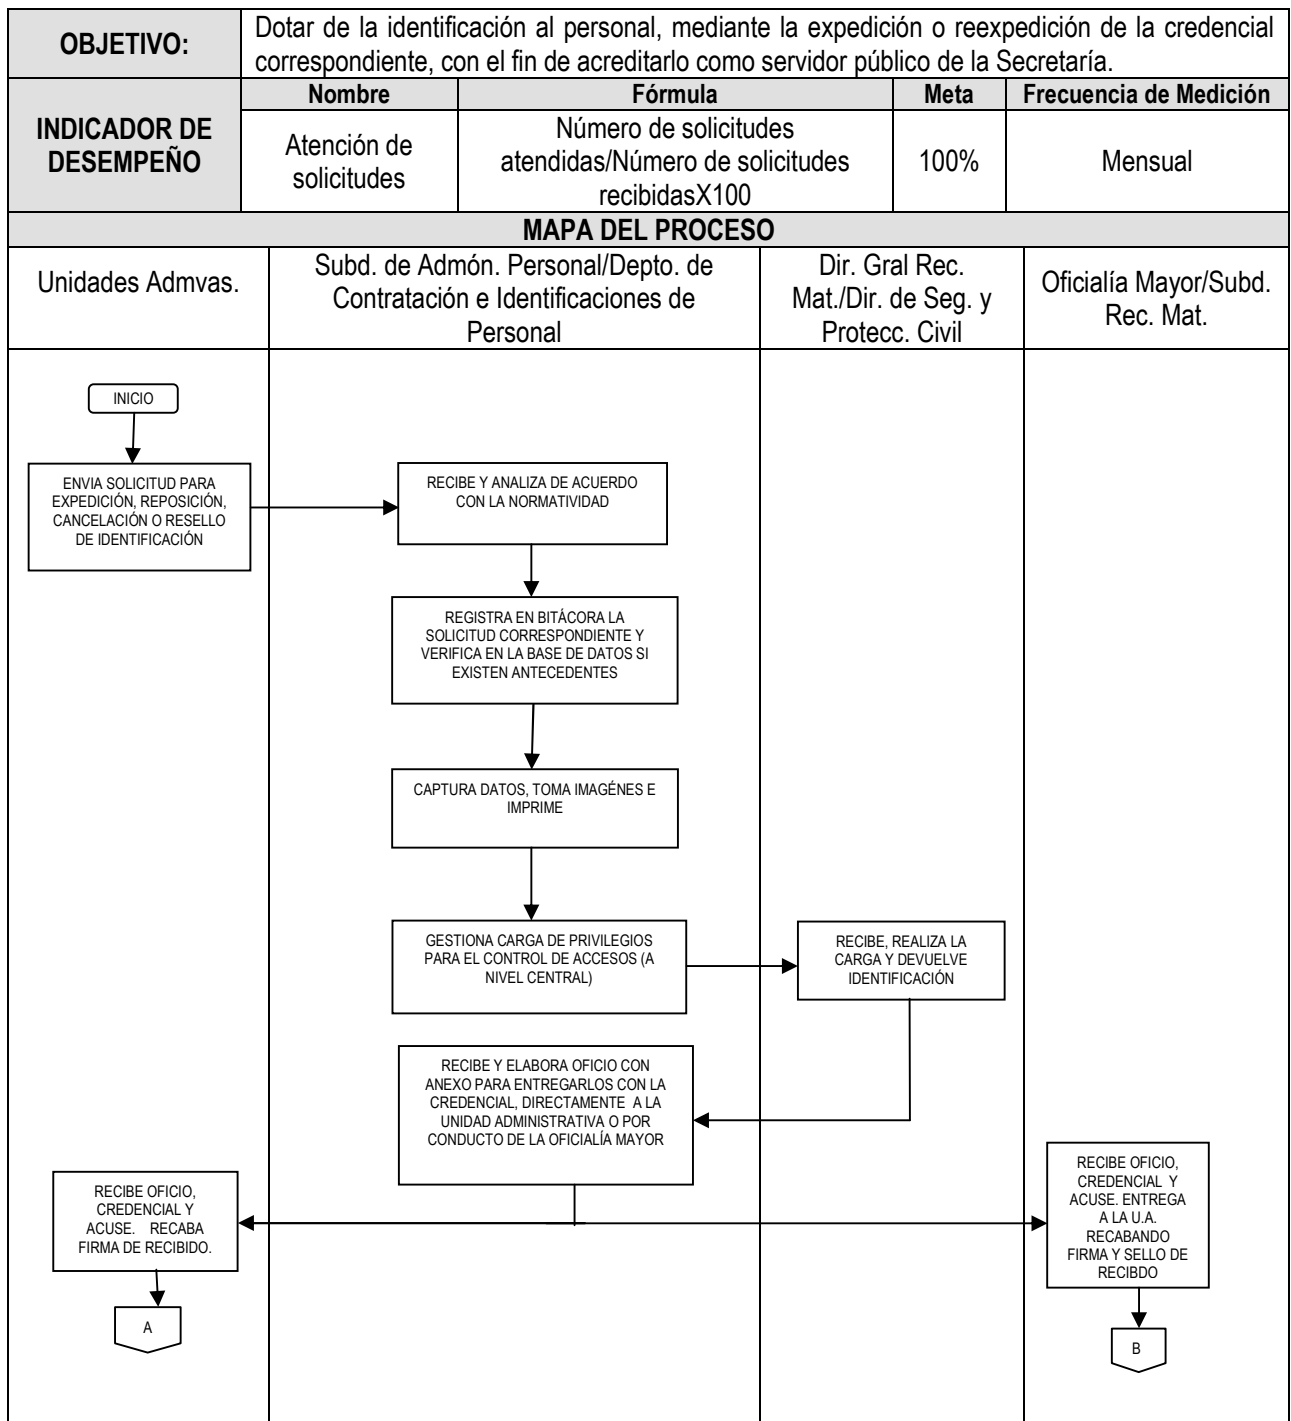 OBJETIVO:
Dotar de la identificación al personal, mediante la expedición o reexpedición de la credencial
correspondiente, con el fin de acreditarlo como servidor público de la Secretaría.
INDICADOR DE
DESEMPEÑO
Nombre
Fórmula
Meta
Frecuencia de Medición
Atención de
solicitudes
Número de solicitudes
atendidas/Número de solicitudes
recibidasX100
100%
Mensual
MAPA DEL PROCESO
Unidades Admvas.
Subd. de Admón. Personal/Depto. de
Contratación e Identificaciones de
Personal
Dir. Gral Rec.
Mat./Dir. de Seg. y
Protecc. Civil
Oficialía Mayor/Subd.
Rec. Mat.
INICIO
ENVIA SOLICITUD PARA
EXPEDICIÓN, REPOSICIÓN,
CANCELACIÓN O RESELLO
DE IDENTIFICACIÓN
RECIBE Y ANALIZA DE ACUERDO
CON LA NORMATIVIDAD
REGISTRA EN BITÁCORA LA
SOLICITUD CORRESPONDIENTE Y
VERIFICA EN LA BASE DE DATOS SI
EXISTEN ANTECEDENTES
CAPTURA DATOS, TOMA IMAGÉNES E
IMPRIME
GESTIONA CARGA DE PRIVILEGIOS
PARA EL CONTROL DE ACCESOS (A
NIVEL CENTRAL)
RECIBE, REALIZA LA
CARGA Y DEVUELVE
IDENTIFICACIÓN
RECIBE Y ELABORA OFICIO CON
ANEXO PARA ENTREGARLOS CON LA
CREDENCIAL, DIRECTAMENTE A LA
UNIDAD ADMINISTRATIVA O POR
CONDUCTO DE LA OFICIALÍA MAYOR
RECIBE OFICIO,
CREDENCIAL Y
ACUSE. RECABA
FIRMA DE RECIBIDO.
RECIBE OFICIO,
CREDENCIAL Y
ACUSE. ENTREGA
A LA U.A.
RECABANDO
FIRMA Y SELLO DE
RECIBDO
A
B